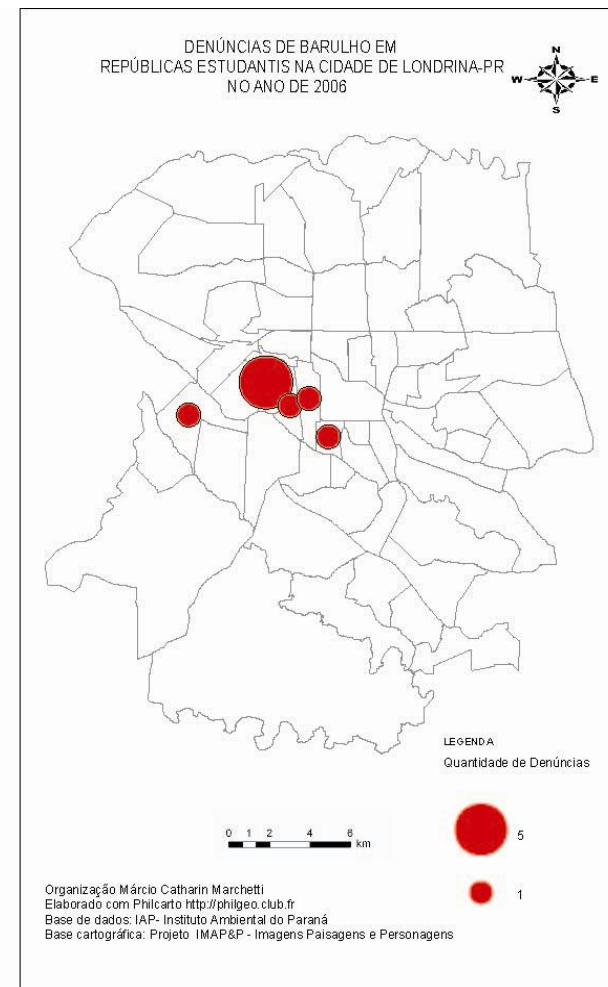 DENÚNCIAS DE BARULHO EM
REPÚBLICAS ESTUDANTIS NA CIDADE DE LONDRINA-PR
NO ANO DE 2006
N
W E
S
LEGENDA
Quantidade de Denúncias
5
1
0 1 2 4 6
km
Organização Márcio Catharin Marchetti
Elaborado com Philcarto http://philgeo.club.fr
Base de dados: IAP- Instituto Ambiental do Paraná
Base cartográfica: Projeto IMAP&P - Imagens Paisagens e Personagens